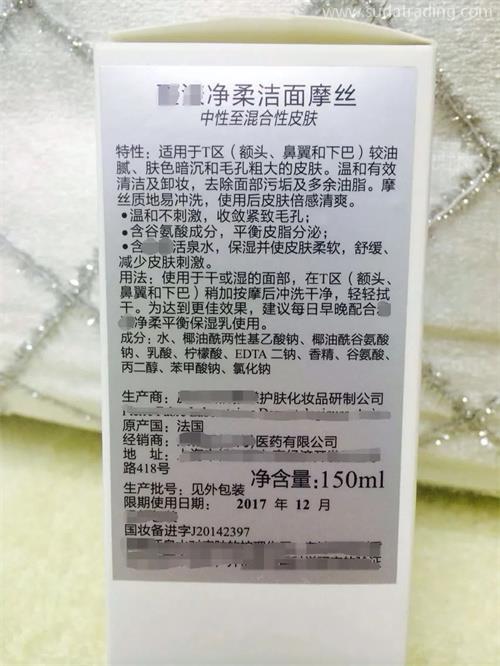 www.sudatrading.com
净柔洁面摩丝
中性至混合性皮肤
特性：适用于T区（额头、鼻翼和下巴）较油
腻、肤色暗沉和毛孔粗大的皮肤。温和有效
清洁及卸妆，去除面部污垢及多余油脂。摩
丝质地易冲洗，使用后皮肤倍感清爽。
•温和不刺激，收敛紧致毛孔；
•含谷氨酸成分，平衡皮脂分泌；
•含活泉水，保湿并使皮肤柔软，舒缓、
减少皮肤刺激。
用法：使用于干或湿的面部，在T区（额头、
鼻翼和下巴）稍加按摩后冲洗干净，轻轻拭
干。为达到更佳效果，建议每日早晚配合
净柔平衡保湿乳使用。
成分：水、椰油酰两性基乙酸钠、椰油酰谷氨酸
钠、乳酸、柠檬酸、EDTA 二钠、香精、谷氨酸、
丙二醇、苯甲酸钠、氯化钠
生产商：护肤化妆品研制公司
原产国：法国
经销商：医药有限公司
地 址：
路418号
净含量:150ml
生产批号：见外包装
限期使用日期： 2017 年 12 月
国妆备进字J20142397